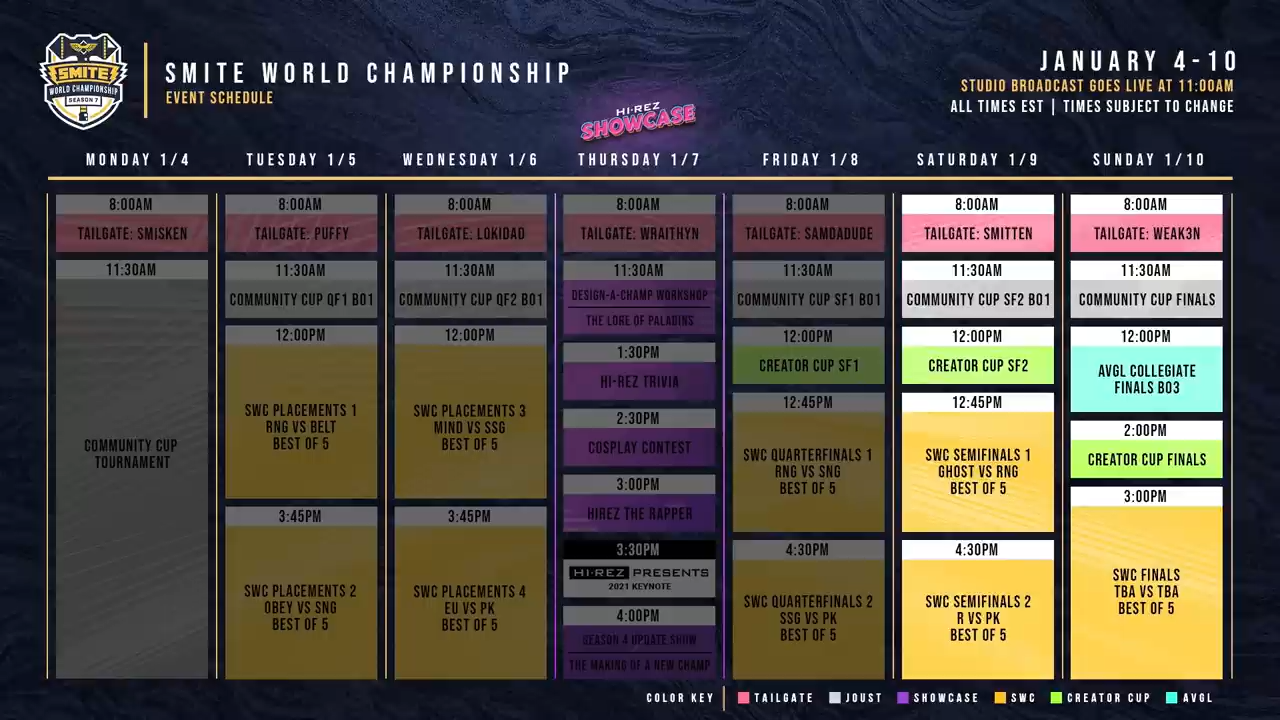 SMITE
WORLD CHAMPIONSHIP
SEASON 7
SMITE WORLD CHAMPIONSHIP
EVENT SCHEDULE
HI-REZ
SHOWCASE
JANUARY 4-10
STUDIO BROADCAST GOES LIVE AT 11:00AM
ALL TIMES EST | TIMES SUBJECT TO CHANGE
MONDAY 1/4
8:00AM
TAILGATE: SMISKEN
11:30AM
COMMUNITY CUP
TOURNAMENT
TUESDAY 1/5
8:00AM
TAILGATE: PUFFY
11:30AM
COMMUNITY CUP QF1 BO1
12:00PM
SWC PLACEMENTS 1
RNG VS BELT
BEST OF 5
3:45PM
SWC PLACEMENTS 2
OBEY VS SNG
BEST OF 5
WEDNESDAY 1/6
8:00AM
TAILGATE: LOKIDAD
11:30AM
COMMUNITY CUP QF2 BO1
12:00PM
SWC PLACEMENTS 3
MIND VS SSG
BEST OF 5
3:45PM
SWC PLACEMENTS 4
EU VS PK
BEST OF 5
THURSDAY 1/7
8:00AM
TAILGATE: WRAITHYN
11:30AM
DESIGN-A-CHAMP WORKSHOP
THE LORE OF PALADINS
1:30PM
HI-REZ TRIVIA
2:30PM
COSPLAY CONTEST
3:00PM
HIREZ THE RAPPER
3:30PM
HI-REZ PRESENTS
2021 KEYNOTE
4:00PM
SEASON 4 UPDATE SHOW
THE MAKING OF A NEW CHAMP
FRIDAY 1/8
8:00AM
TAILGATE: SAMDADUDE
11:30AM
COMMUNITY CUP SF1 BO1
12:00PM
CREATOR CUP SF1
12:45PM
SWC QUARTERFINALS 1
RNG VS SNG
BEST OF 5
4:30PM
SWC QUARTERFINALS 2
SSG VS PK
BEST OF 5
SATURDAY 1/9
8:00AM
TAILGATE: SMITTEN
11:30AM
COMMUNITY CUP SF2 BO1
12:00PM
CREATOR CUP SF2
12:45PM
SWC SEMIFINALS 1
GHOST VS RNG
BEST OF 5
4:30PM
SWC SEMIFINALS 2
R VS PK
BEST OF 5
SUNDAY 1/10
8:00AM
TAILGATE: WEAK3N
11:30AM
COMMUNITY CUP FINALS
12:00PM
AVGL COLLEGIATE
FINALS BO3
2:00PM
CREATOR CUP FINALS
3:00PM
SWC FINALS
TBA VS TBA
BEST OF 5
COLOR KEY | TAILGATE JOUST SHOWCASE SWC CREATOR CUP AVGL